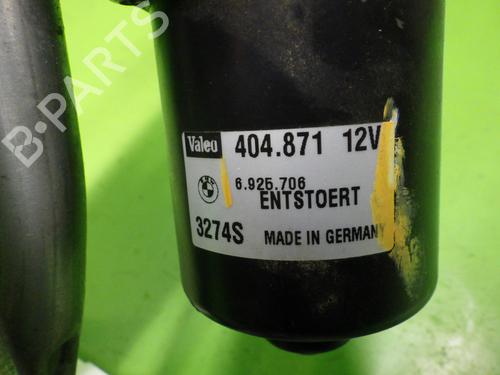 B-PARTS
Valeo 404.871 12V
6.925.706
ENTSTOERT
3274S MADE IN GERMANY